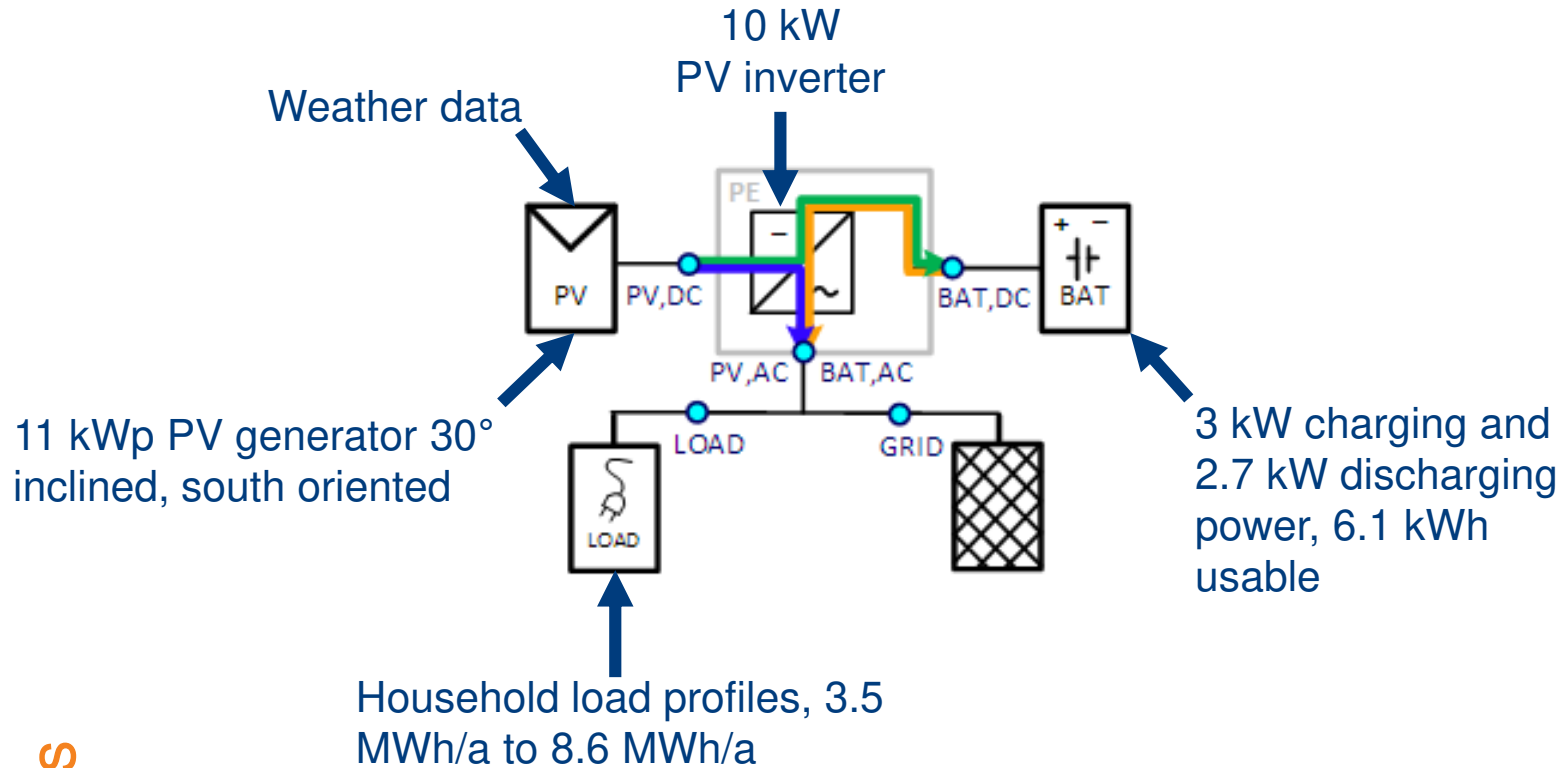 10 kW
PV inverter
Weather data
PE
PV
PV,DC
BAT,DC
+ −
BAT
PV,AC
BAT,AC
11 kWp PV generator 30°
inclined, south oriented
LOAD
GRID
LOAD
3 kW charging and
2.7 kW discharging
power, 6.1 kWh
usable
Household load profiles, 3.5
MWh/a to 8.6 MWh/a
S